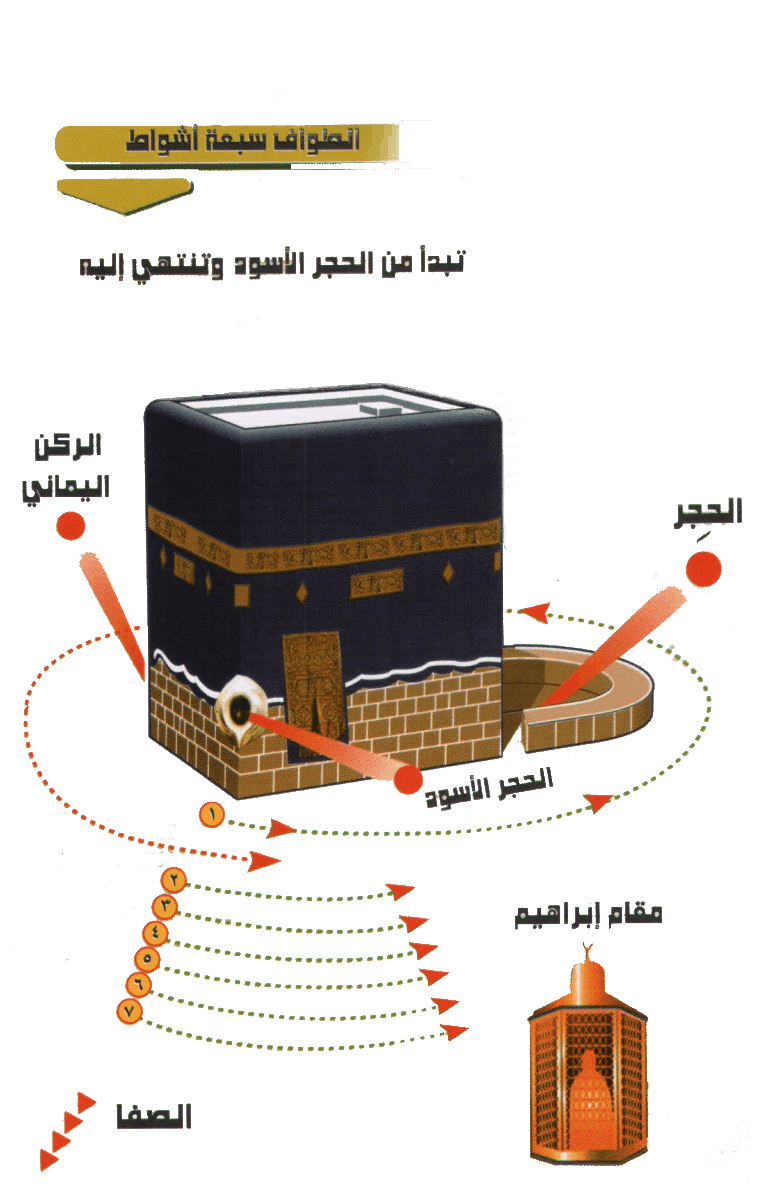 الطواف سبعة أشواط
تبدأ من الحجر الأسود وتنتهي إليه
الركن
اليماني
الحِجر
الحجر الأسود
١
٢
٣
٤
٥
٦
٧
مقام إبراهيم
الصفا